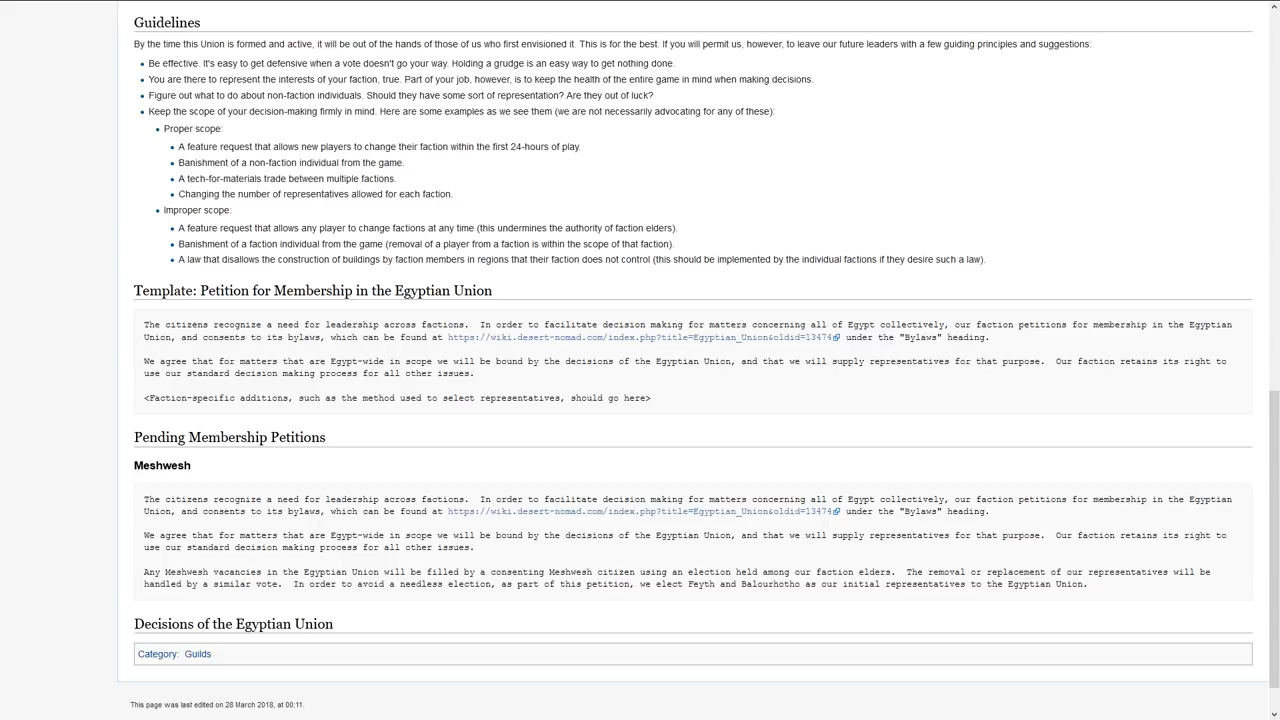 Guidelines
By the time this Union is formed and active, it will be out of the hands of those of us who first envisioned it. This is for the best. If you will permit us, however, to leave our future leaders with a few guiding principles and suggestions:
Be effective. It's easy to get defensive when a vote doesn't go your way. Holding a grudge is an easy way to get nothing done.
You are there to represent the interests of your faction, true. Part of your job, however, is to keep the health of the entire game in mind when making decisions.
Figure out what to do about non-faction individuals. Should they have some sort of representation? Are they out of luck?
Keep the scope of your decision-making firmly in mind. Here are some examples as we see them (we are not necessarily advocating for any of these):
Proper scope:
A feature request that allows new players to change their faction within the first 24-hours of play.
Banishment of a non-faction individual from the game.
A tech-for-materials trade between multiple factions.
Changing the number of representatives allowed for each faction.
Improper scope:
A feature request that allows any player to change factions at any time (this undermines the authority of faction elders).
Banishment of a faction individual from the game (removal of a player from a faction is within the scope of that faction).
A law that disallows the construction of buildings by faction members in regions that their faction does not control (this should be implemented by the individual factions if they desire such a law).
Template: Petition for Membership in the Egyptian Union
The citizens recognize a need for leadership across factions.  In order to facilitate decision making for matters concerning all of Egypt collectively, our faction petitions for membership in the Egyptian
Union, and consents to its bylaws, which can be found at https://wiki.desert-nomad.com/index.php?title=Egyptian_Union&oldid=13474 under the "Bylaws" heading.
We agree that for matters that are Egypt-wide in scope we will be bound by the decisions of the Egyptian Union, and that we will supply representatives for that purpose.  Our faction retains its right to
use our standard decision making process for all other issues.
<Faction-specific additions, such as the method used to select representatives, should go here>
Pending Membership Petitions
Meshwesh
The citizens recognize a need for leadership across factions.  In order to facilitate decision making for matters concerning all of Egypt collectively, our faction petitions for membership in the Egyptian
Union, and consents to its bylaws, which can be found at https://wiki.desert-nomad.com/index.php?title=Egyptian_Union&oldid=13474 under the "Bylaws" heading.
We agree that for matters that are Egypt-wide in scope we will be bound by the decisions of the Egyptian Union, and that we will supply representatives for that purpose.  Our faction retains its right to
use our standard decision making process for all other issues.
Any Meshwesh vacancies in the Egyptian Union will be filled by a consenting Meshwesh citizen using an election held among our faction elders.  The removal or replacement of our representatives will be
handled by a similar vote.  In order to avoid a needless election, as part of this petition, we elect Feyth and Balourhotho as our initial representatives to the Egyptian Union.
Decisions of the Egyptian Union
Category: Guilds
This page was last edited on 28 March 2018, at 00:11.